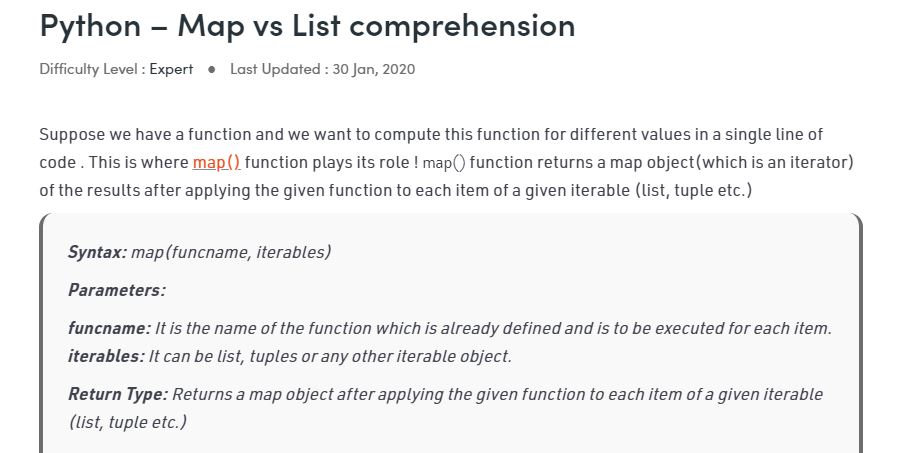 Python – Map vs List comprehension
Difficulty Level : Expert ● Last Updated : 30 Jan, 2020
Suppose we have a function and we want to compute this function for different values in a single line of
code . This is where map() function plays its role ! map() function returns a map object(which is an iterator)
of the results after applying the given function to each item of a given iterable (list, tuple etc.)
Syntax: map(funcname, iterables)
Parameters:
funcname: It is the name of the function which is already defined and is to be executed for each item.
iterables: It can be list, tuples or any other iterable object.
Return Type: Returns a map object after applying the given function to each item of a given iterable
(list, tuple etc.)